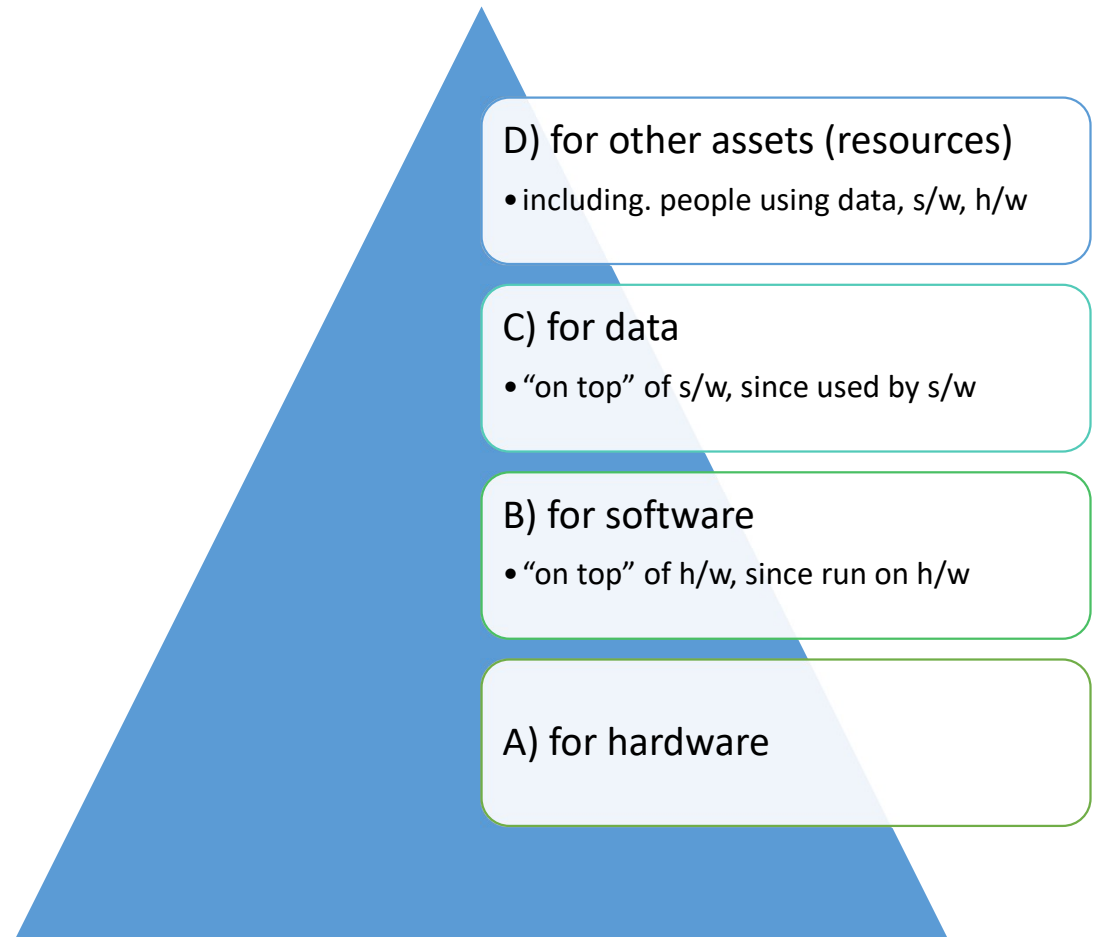 D) for other assets (resources)
• including. people using data, s/w, h/w
C) for data
• “on top” of s/w, since used by s/w
B) for software
• “on top” of h/w, since run on h/w
A) for hardware